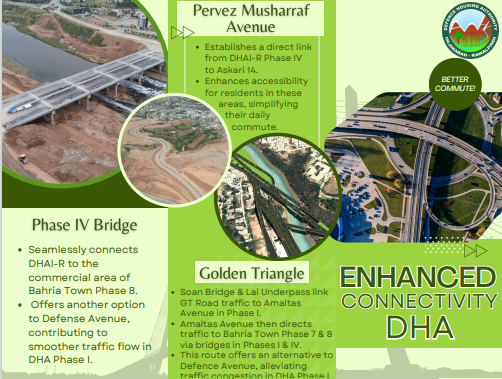 Pervez Musharraf
Avenue
Establishes a direct link
from DHAI-R Phase IV
to Askari 14.
Enhances accessibility
for residents in these
areas, simplifying
their daily
commute.
Phase IV Bridge
Seamlessly connects
DHAI-R to the
commercial area of
Bahria Town Phase 8.
Offers another option
to Defense Avenue,
contributing to
smoother traffic flow in
DHA Phase I.
Golden Triangle
Soan Bridge & Lai Underpass link
GT Road traffic to Amaltas
Avenue in Phase I.
Amaltas Avenue then directs
traffic to Bahria Town Phase 7 & 8
via bridges in Phases I & IV.
This route offers an alternative to
Defense Avenue, alleviating
traffic congestion in DHA Phase I.
DEFENCE HOUSING AUTHORITY
ISLAMABAD - RAWALPINDI
BETTER
COMMUTE!
ENHANCED
CONNECTIVITY
DHA